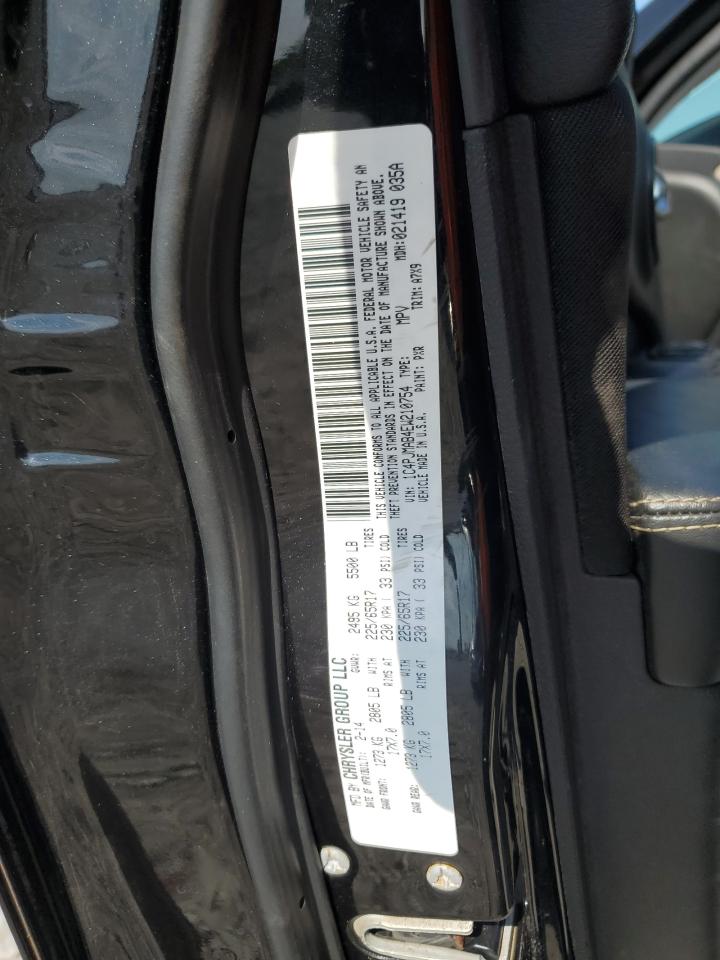 MFD BY CHRYSLER GROUP LLC
DATE OF MFR(BUILT): 2-14 GVWR: 2495 KG 5500 LB
GAWR FRONT: 1273 KG 2805 LB WITH 225/65R17 TIRES
17X7.0 RIMS AT 230 KPA ( 33 PSI) COLD
GAWR REAR: 1273 KG 2805 LB WITH 225/65R17 TIRES
17X7.0 RIMS AT 230 KPA ( 33 PSI) COLD
THIS VEHICLE CONFORMS TO ALL APPLICABLE U.S.A. FEDERAL MOTOR VEHICLE SAFETY AN
THEFT PREVENTION STANDARDS IN EFFECT ON THE DATE OF MANUFACTURE SHOWN ABOVE.
VIN: 1C4PJMAB4EW210754 TYPE: MPV MDH:021419 035A
VEHICLE MADE IN U.S.A. PAINT: PXR TRIM: A7X9